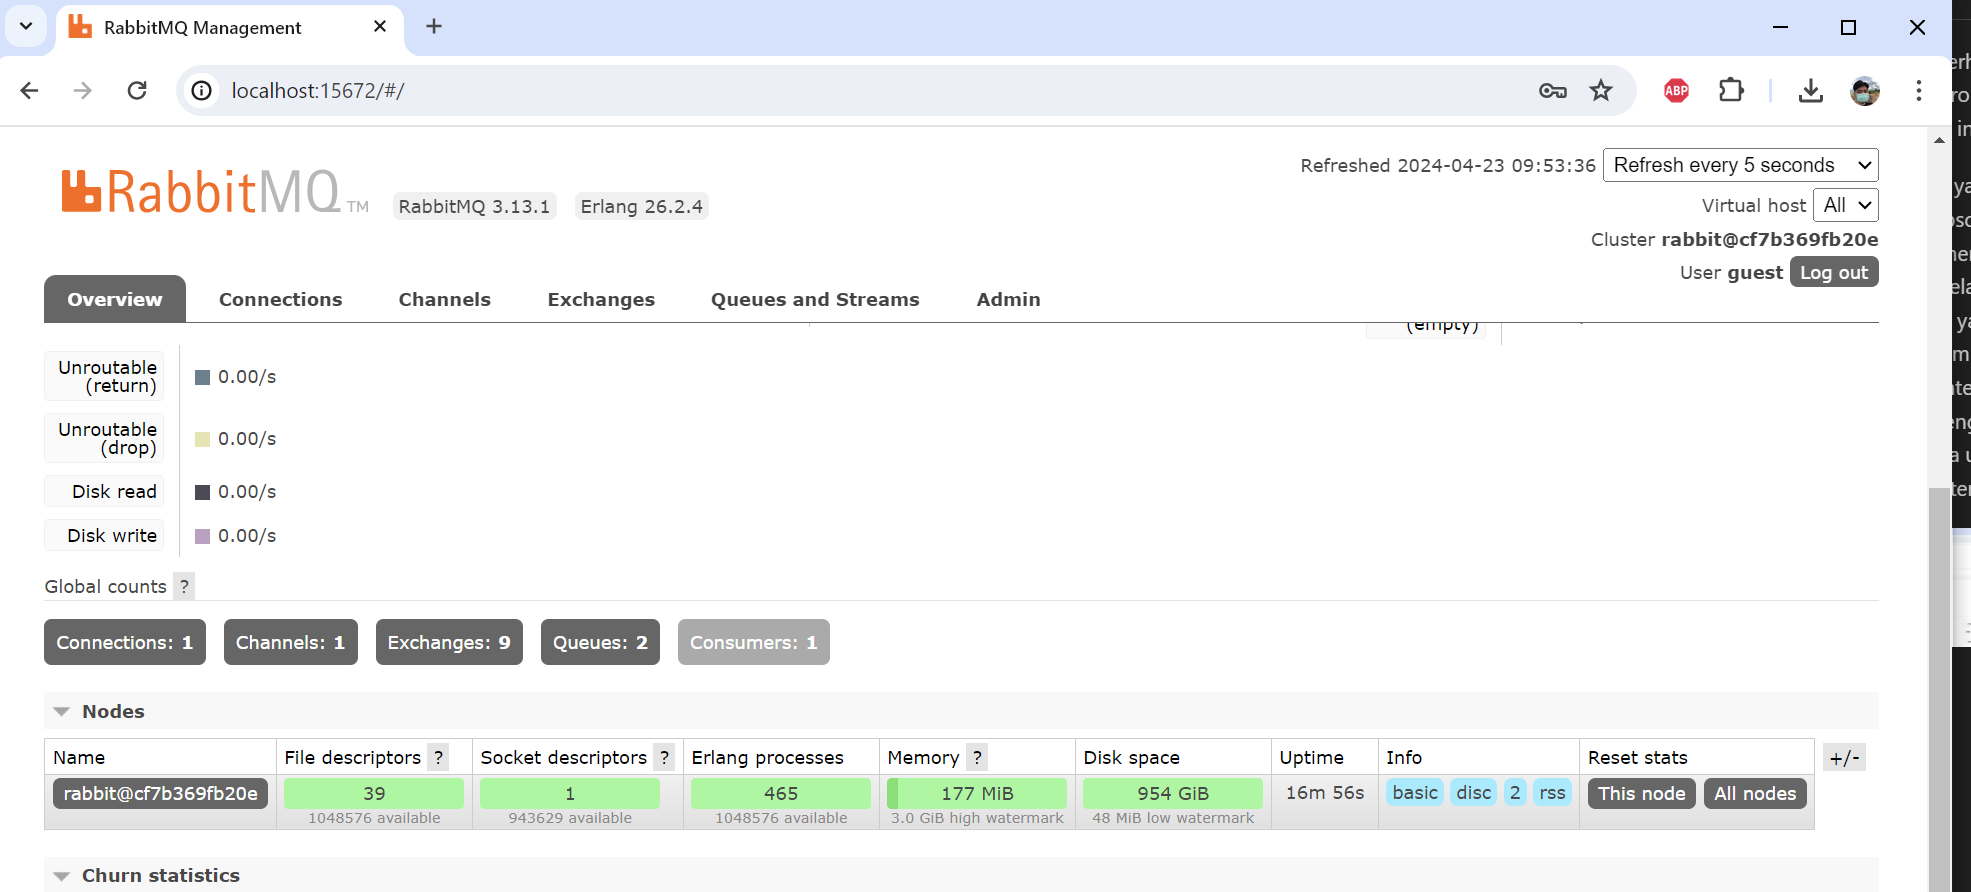 RabbitMQ Management
localhost:15672/#/
ABP
RabbitMQ TM
RabbitMQ 3.13.1 Erlang 26.2.4
Refreshed 2024-04-23 09:53:36 Refresh every 5 seconds
Virtual host All
Cluster rabbit@cf7b369fb20e
User guest Log out
Overview Connections Channels Exchanges Queues and Streams Admin
(empty)
Unroutable
(return)
0.00/s
Unroutable
(drop)
0.00/s
Disk read 0.00/s
Disk write 0.00/s
Global counts ?
Connections: 1 Channels: 1 Exchanges: 9 Queues: 2 Consumers: 1
Nodes
Name File descriptors ? Socket descriptors ? Erlang processes Memory ? Disk space Uptime Info Reset stats +/-
rabbit@cf7b369fb20e 39 1 465 177 MiB 954 GiB 16m 56s basic disc 2 rss This node All nodes
1048576 available 943629 available 1048576 available 3.0 GiB high watermark 48 MiB low watermark
Churn statistics